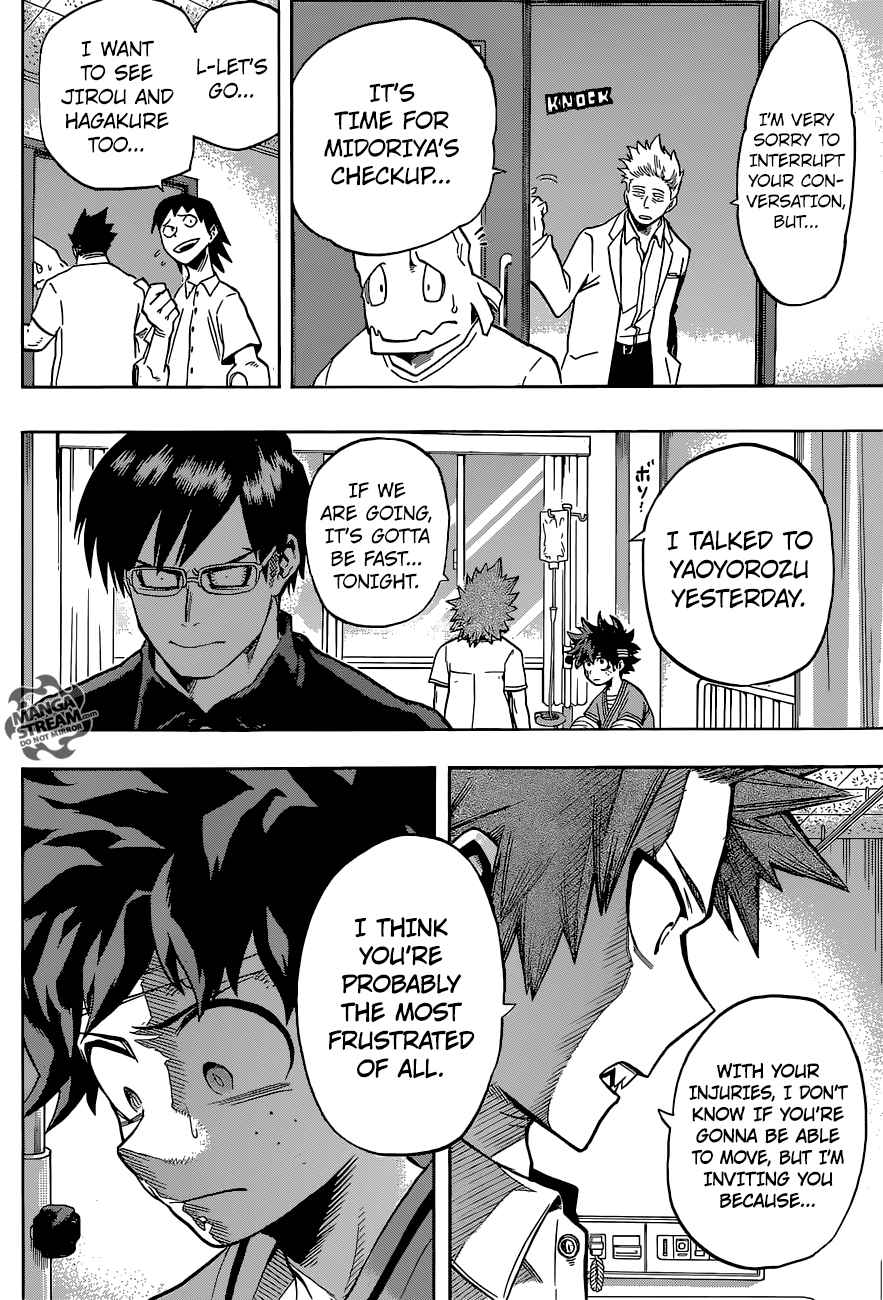 I'M VERY
SORRY TO
INTERRUPT
YOUR CON-
VERSATION,
BUT...
KNOCK
IT'S
TIME FOR
MIDORIYA'S
CHECKUP...
L-LET'S
GO...
I WANT
TO SEE
JIROU AND
HAGAKURE
TOO...
ボソ!
I TALKED TO
YAOYOROZU
YESTERDAY.
IF WE
ARE GOING,
IT'S GOTTA
BE FAST...
TONIGHT.
MANGA
STREAM.com
DO NOT MIRROR
WITH YOUR
INJURIES, I DON'T
KNOW IF YOU'RE
GONNA BE ABLE
TO MOVE, BUT I'M
INVITING YOU
BECAUSE...
I THINK
YOU'RE
PROBABLY
THE MOST
FRUSTRATED
OF ALL.